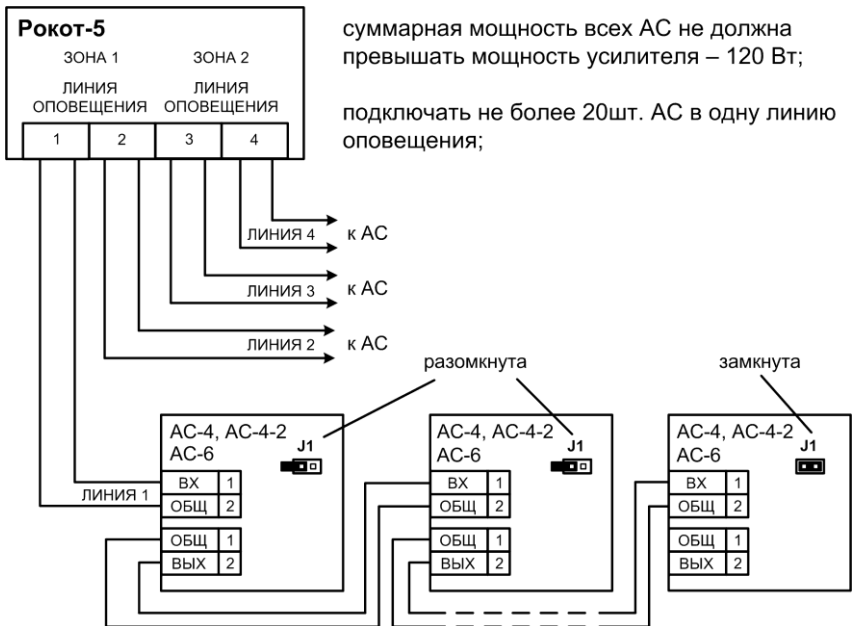 Рокот-5
суммарная мощность всех АС не должна
превышать мощность усилителя – 120 Вт;
подключать не более 20шт. АС в одну линию
оповещения;
ЗОНА 1
ЗОНА 2
ЛИНИЯ
ОПОВЕЩЕНИЯ
ЛИНИЯ
ОПОВЕЩЕНИЯ
1
2
3
4
ЛИНИЯ 4
к АС
ЛИНИЯ 3
к АС
ЛИНИЯ 2
к АС
разомкнута
замкнута
АС-4, АС-4-2
АС-6
J1
ВХ 1
ОБЩ 2
ОБЩ 1
ВЫХ 2
ЛИНИЯ 1
АС-4, АС-4-2
АС-6
J1
ВХ 1
ОБЩ 2
ОБЩ 1
ВЫХ 2
АС-4, АС-4-2
АС-6
J1
ВХ 1
ОБЩ 2
ОБЩ 1
ВЫХ 2